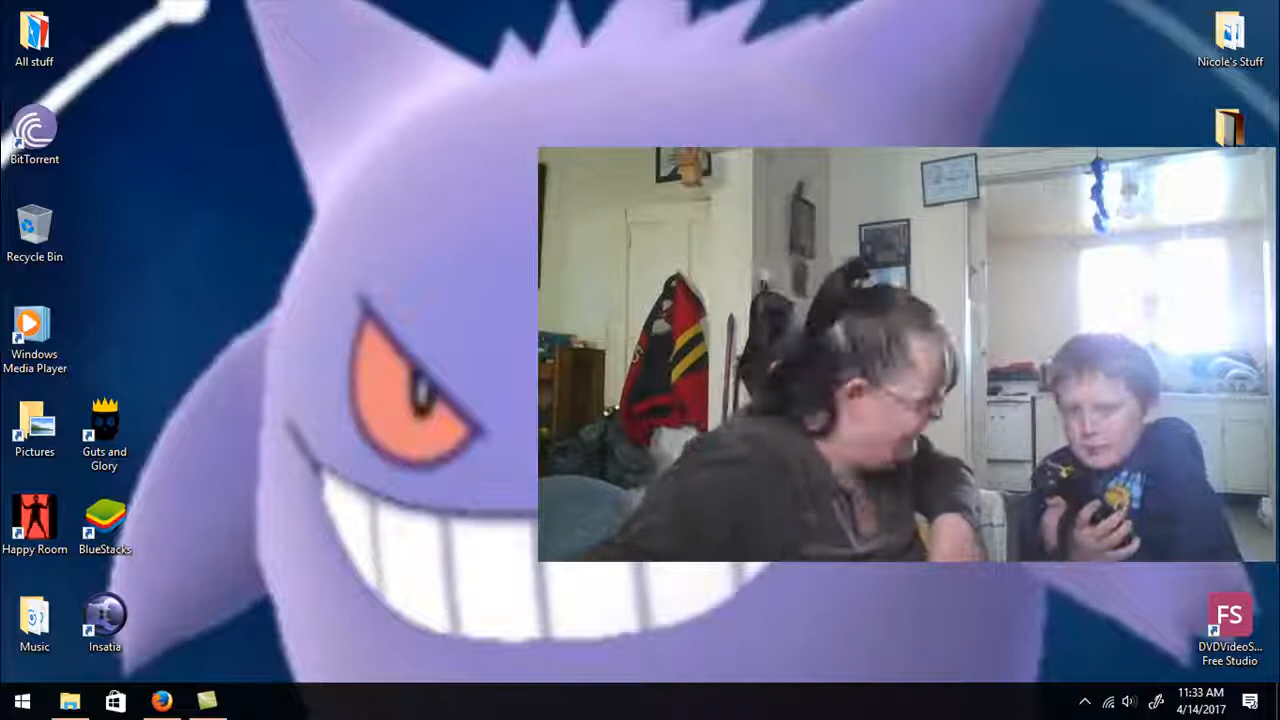 All stuff
Nicole's Stuff
BitTorrent
Recycle Bin
Windows
Media Player
Pictures
Guts and
Glory
Happy Room
BlueStacks
Music
Insatia
FS
DVDVideoS...
Free Studio
11:33 AM
4/14/2017